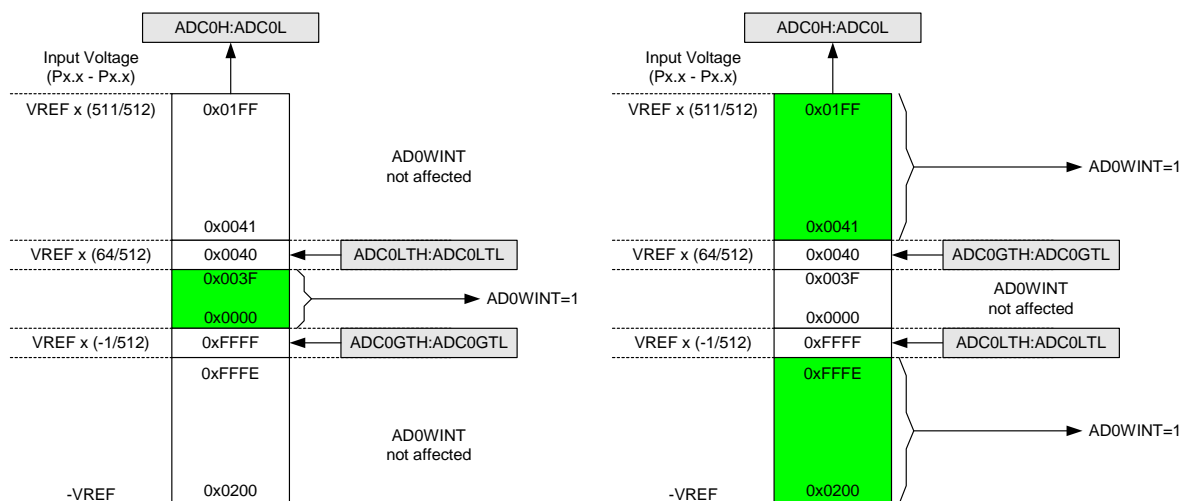 ADC0H:ADC0L
Input Voltage
(Px.x - Px.x)
VREF x (511/512)
0x01FF
AD0WINT
not affected
0x0041
VREF x (64/512)
0x0040
ADC0LTH:ADC0LTL
0x003F
AD0WINT=1
0x0000
VREF x (-1/512)
0xFFFF
ADC0GTH:ADC0GTL
0xFFFE
AD0WINT
not affected
-VREF
0x0200
ADC0H:ADC0L
Input Voltage
(Px.x - Px.x)
VREF x (511/512)
0x01FF
AD0WINT=1
0x0041
VREF x (64/512)
0x0040
ADC0GTH:ADC0GTL
0x003F
AD0WINT
not affected
0x0000
VREF x (-1/512)
0xFFFF
ADC0LTH:ADC0LTL
0xFFFE
AD0WINT=1
-VREF
0x0200